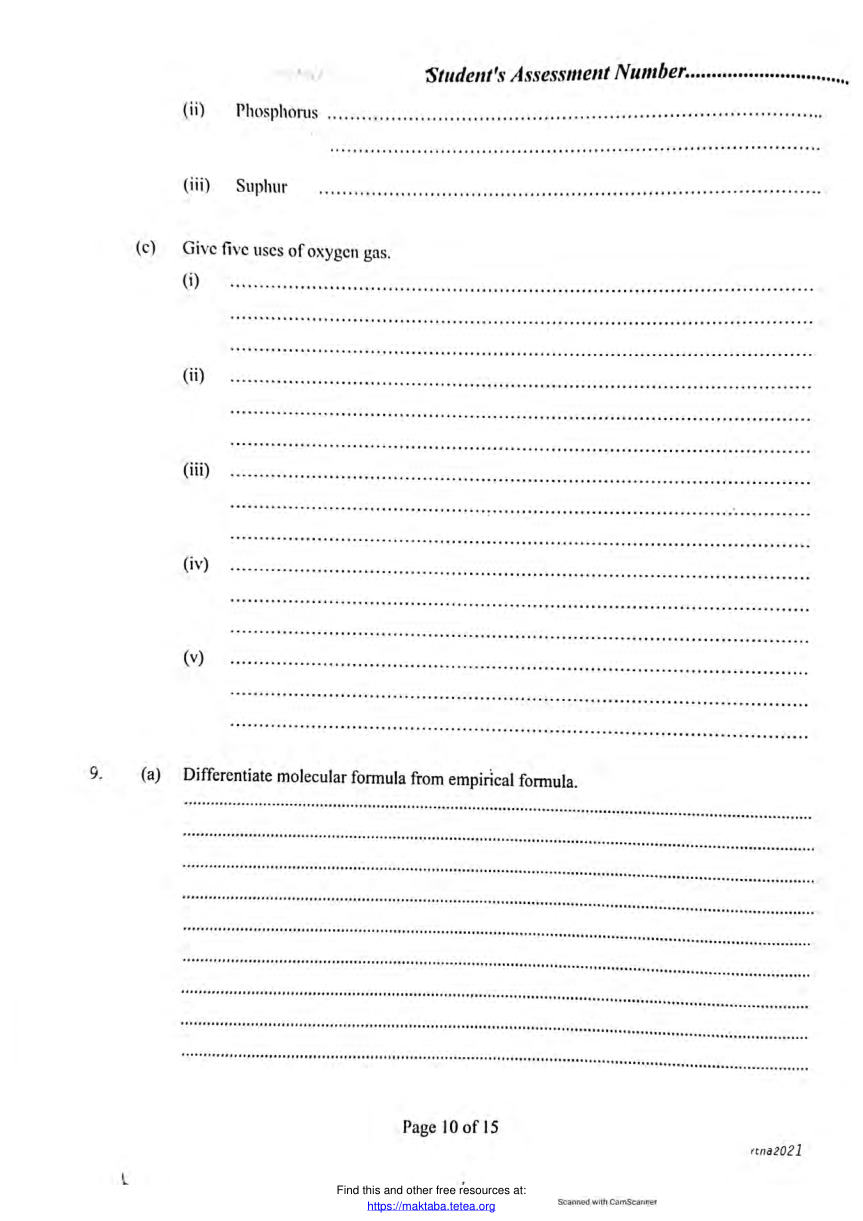 Student's Assessment Number..............................
(ii) Phosphorus ....................................................................................
....................................................................................
(iii) Suphur ....................................................................................
(c) Give five uses of oxygen gas.
(i) ....................................................................................
....................................................................................
....................................................................................
(ii) ....................................................................................
....................................................................................
....................................................................................
(iii) ....................................................................................
....................................................................................
....................................................................................
(iv) ....................................................................................
....................................................................................
....................................................................................
(v) ....................................................................................
....................................................................................
....................................................................................
9. (a) Differentiate molecular formula from empirical formula.
....................................................................................
....................................................................................
....................................................................................
....................................................................................
....................................................................................
....................................................................................
....................................................................................
....................................................................................
....................................................................................
Page 10 of 15
rtna2021
Find this and other free resources at:
https://maktaba.tetea.org
Scanned with CamScanner